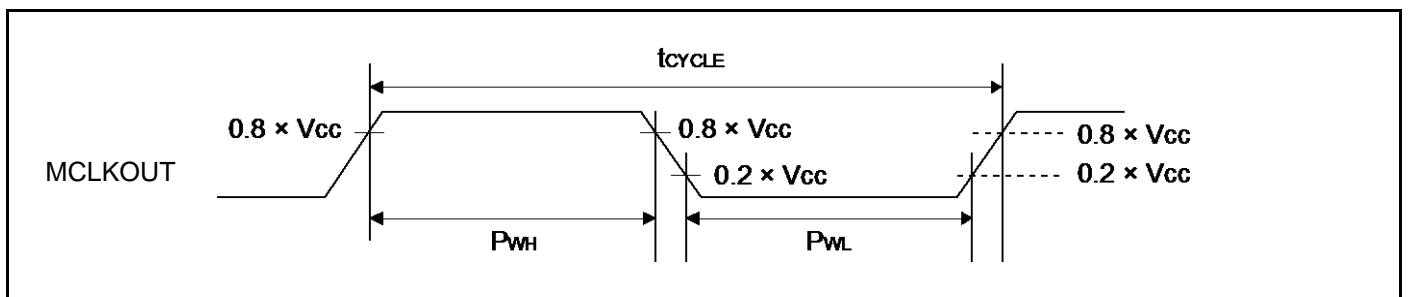 tCYCLE
0.8 × VCC
0.8 × VCC
0.8 × VCC
MCLKOUT
0.2 × VCC
0.2 × VCC
PWH
PWL